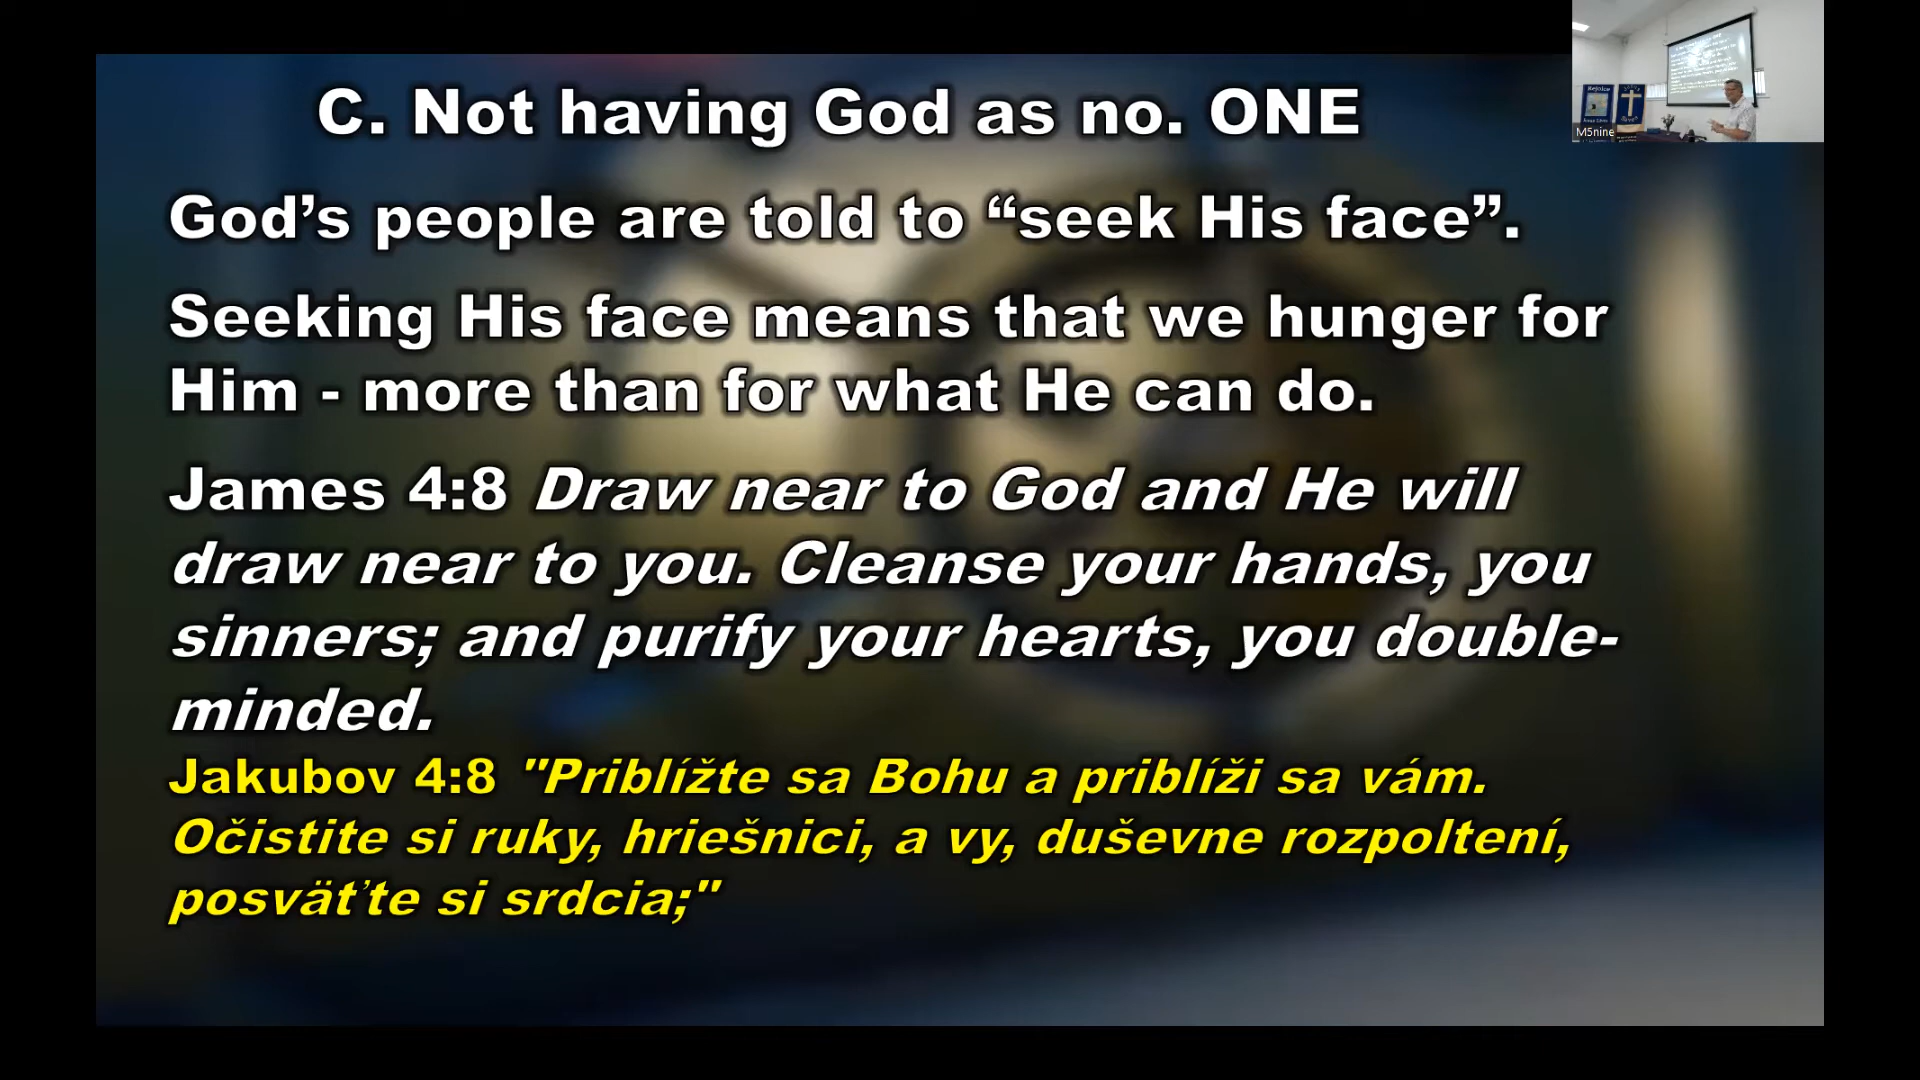 C. Not having God as no. ONE
God’s people are told to “seek His face”.
Seeking His face means that we hunger for
Him - more than for what He can do.
James 4:8 Draw near to God and He will
draw near to you. Cleanse your hands, you
sinners; and purify your hearts, you double-
minded.
Jakubov 4:8 "Priblížte sa Bohu a priblíži sa vám.
Očistite si ruky, hriešnici, a vy, duševne rozpoltení,
posväťte si srdcia;"
Rejoice
M5nine